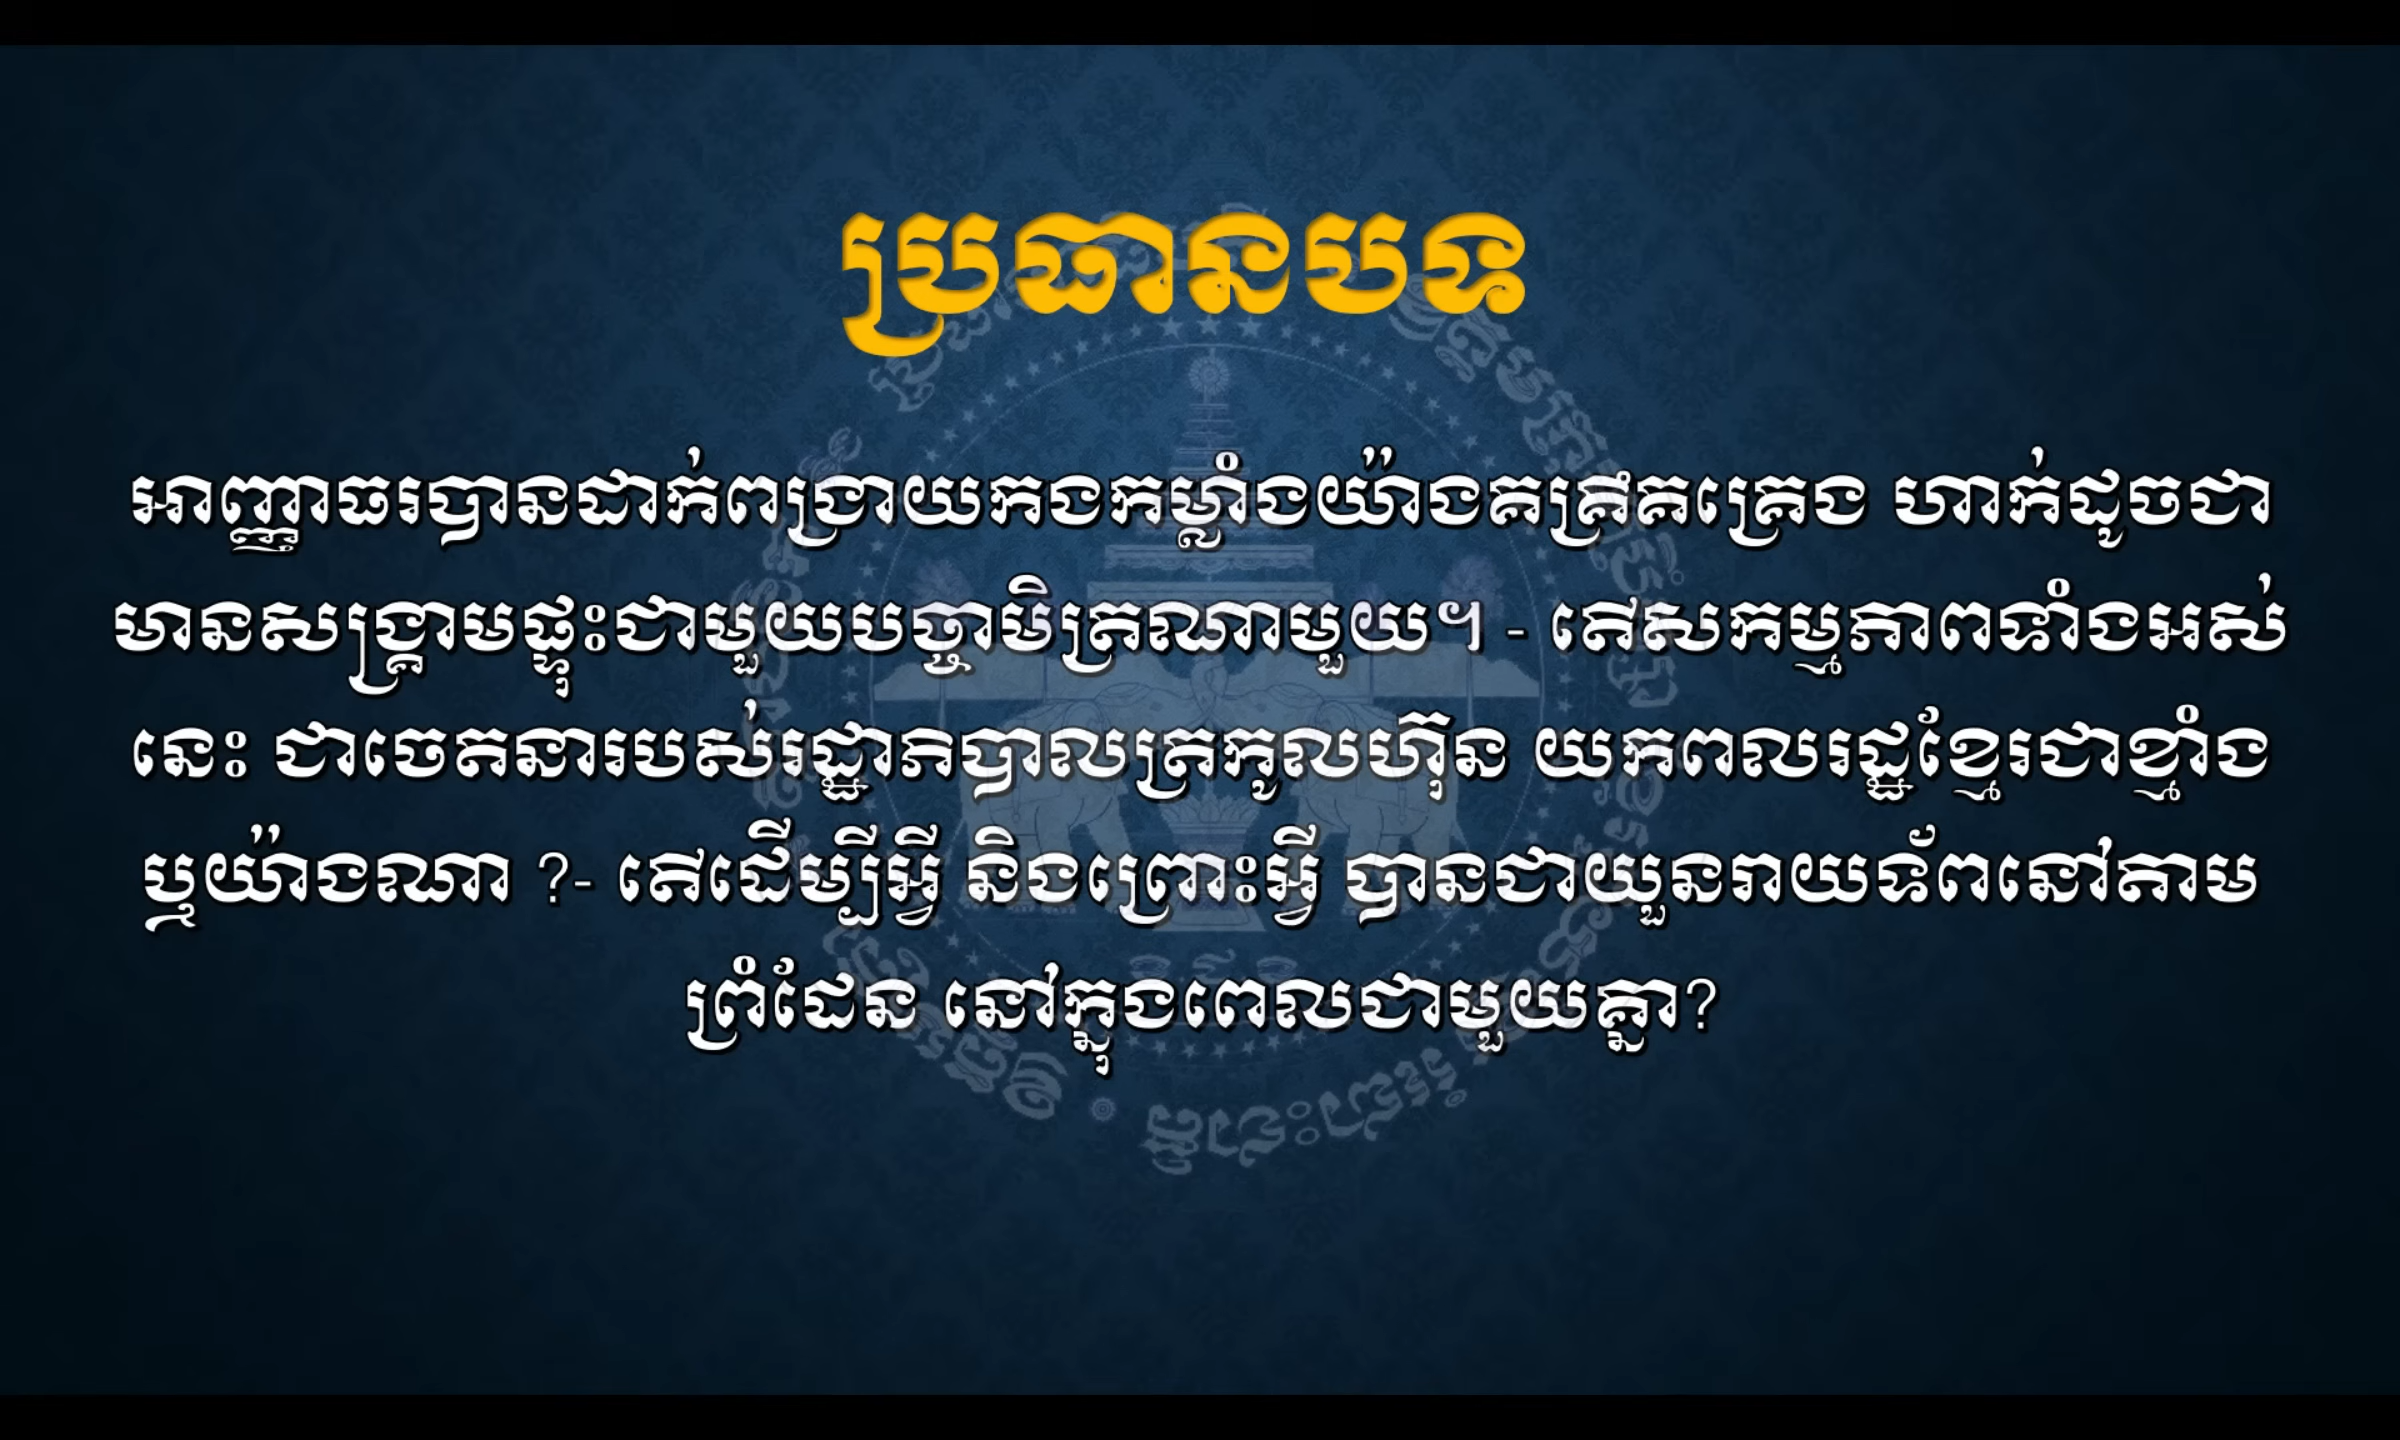 ប្រធានបទ
អាញ្ញាធរបានដាក់ពង្រាយកងកម្លាំងយ៉ាងគគ្រឹគគ្រេង ហាក់ដូចជា
មានសង្គ្រាមផ្ទុះជាមួយបច្ចាមិត្រណាមួយ។ - តើសកម្មភាពទាំងអស់
នេះ ជាចេតនារបស់រដ្ឋាភិបាលត្រកូលហ៊ុន យកពលរដ្ឋខ្មែរជាខ្មាំង
ឬយ៉ាងណា ?- តើដើម្បីអ្វី និងព្រោះអ្វី បានជាយួនរាយទ័ពនៅតាម
ព្រំដែន នៅក្នុងពេលជាមួយគ្នា?